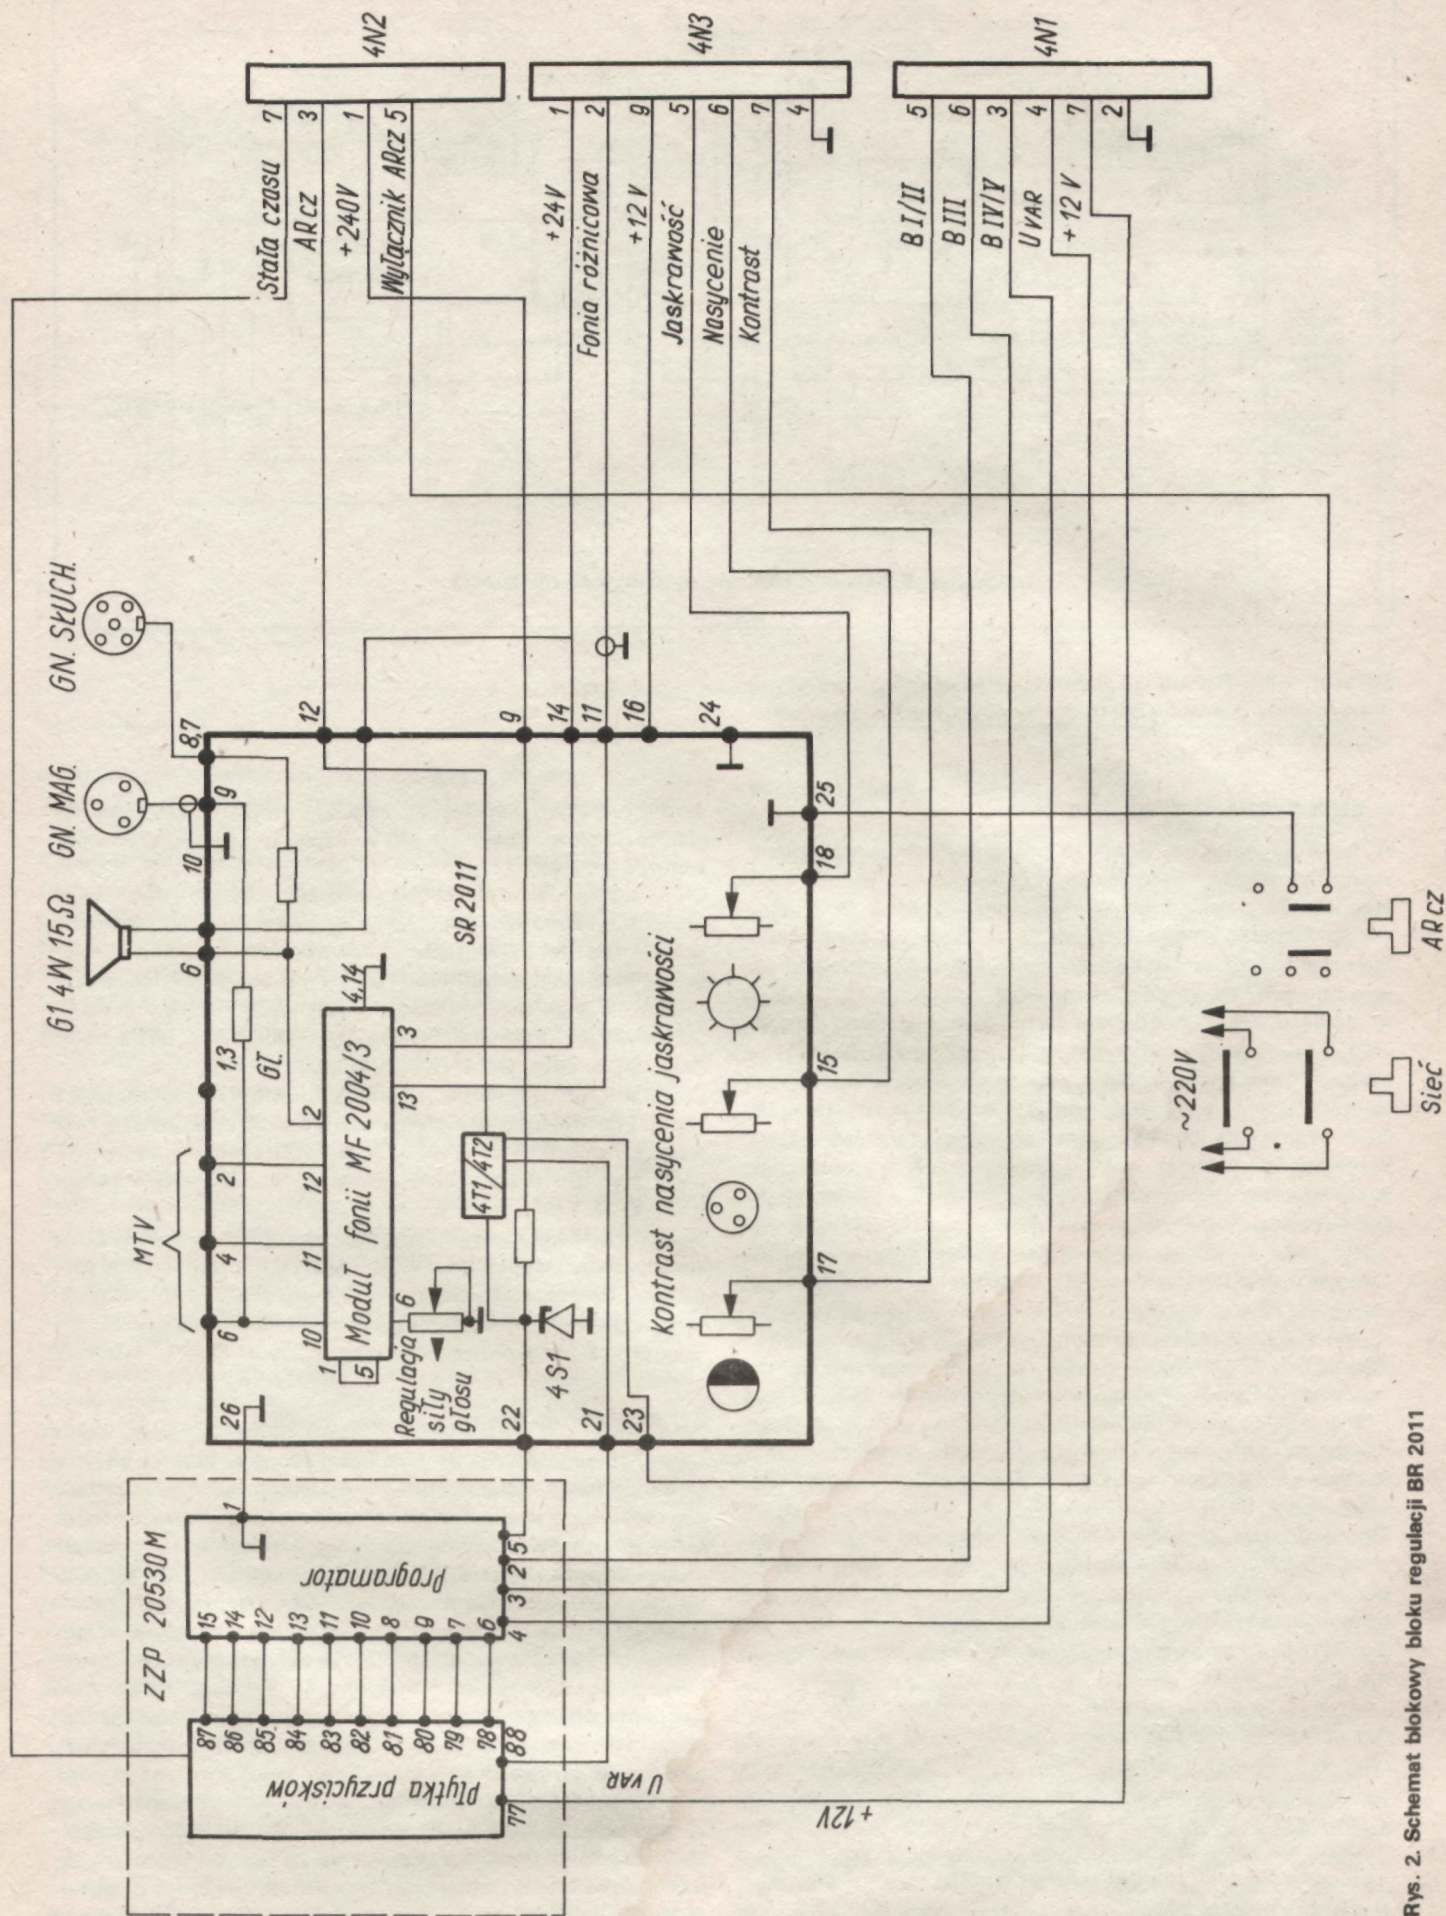 4N2
7
Stała czasu
3
ARcz
1
+240V
5
Wyłącznik ARcz
4N3
1
+24V
2
Fonia różnicowa
9
+12V
5
Jaskrawość
6
Nasycenie
7
Kontrast
4
4N1
5
B I/II
6
B III
3
B IV/V
4
U VAR
7
+12V
2
GN. SŁUCH.
GN. MAG.
G1 4W 15Ω
MTV
8,7
9
10
6
1,3
Gł.
2
4
6
26
12
9
14
11
16
24
25
18
15
17
22
21
23
SR 2011
Moduł fonii MF 2004/3
4,14
3
13
2
12
11
10
1
5
6
Regulacja
siły
głosu
4T1/4T2
4S1
Kontrast nasycenia jaskrawości
ZZP 20530M
Programator
1
15
14
12
13
11
10
8
9
7
6
5
2
3
4
Płytka przycisków
87
86
85
84
83
82
81
80
79
78
88
77
U VAR
+12V
~220V
Sieć
ARcz
Rys. 2. Schemat blokowy bloku regulacji BR 2011